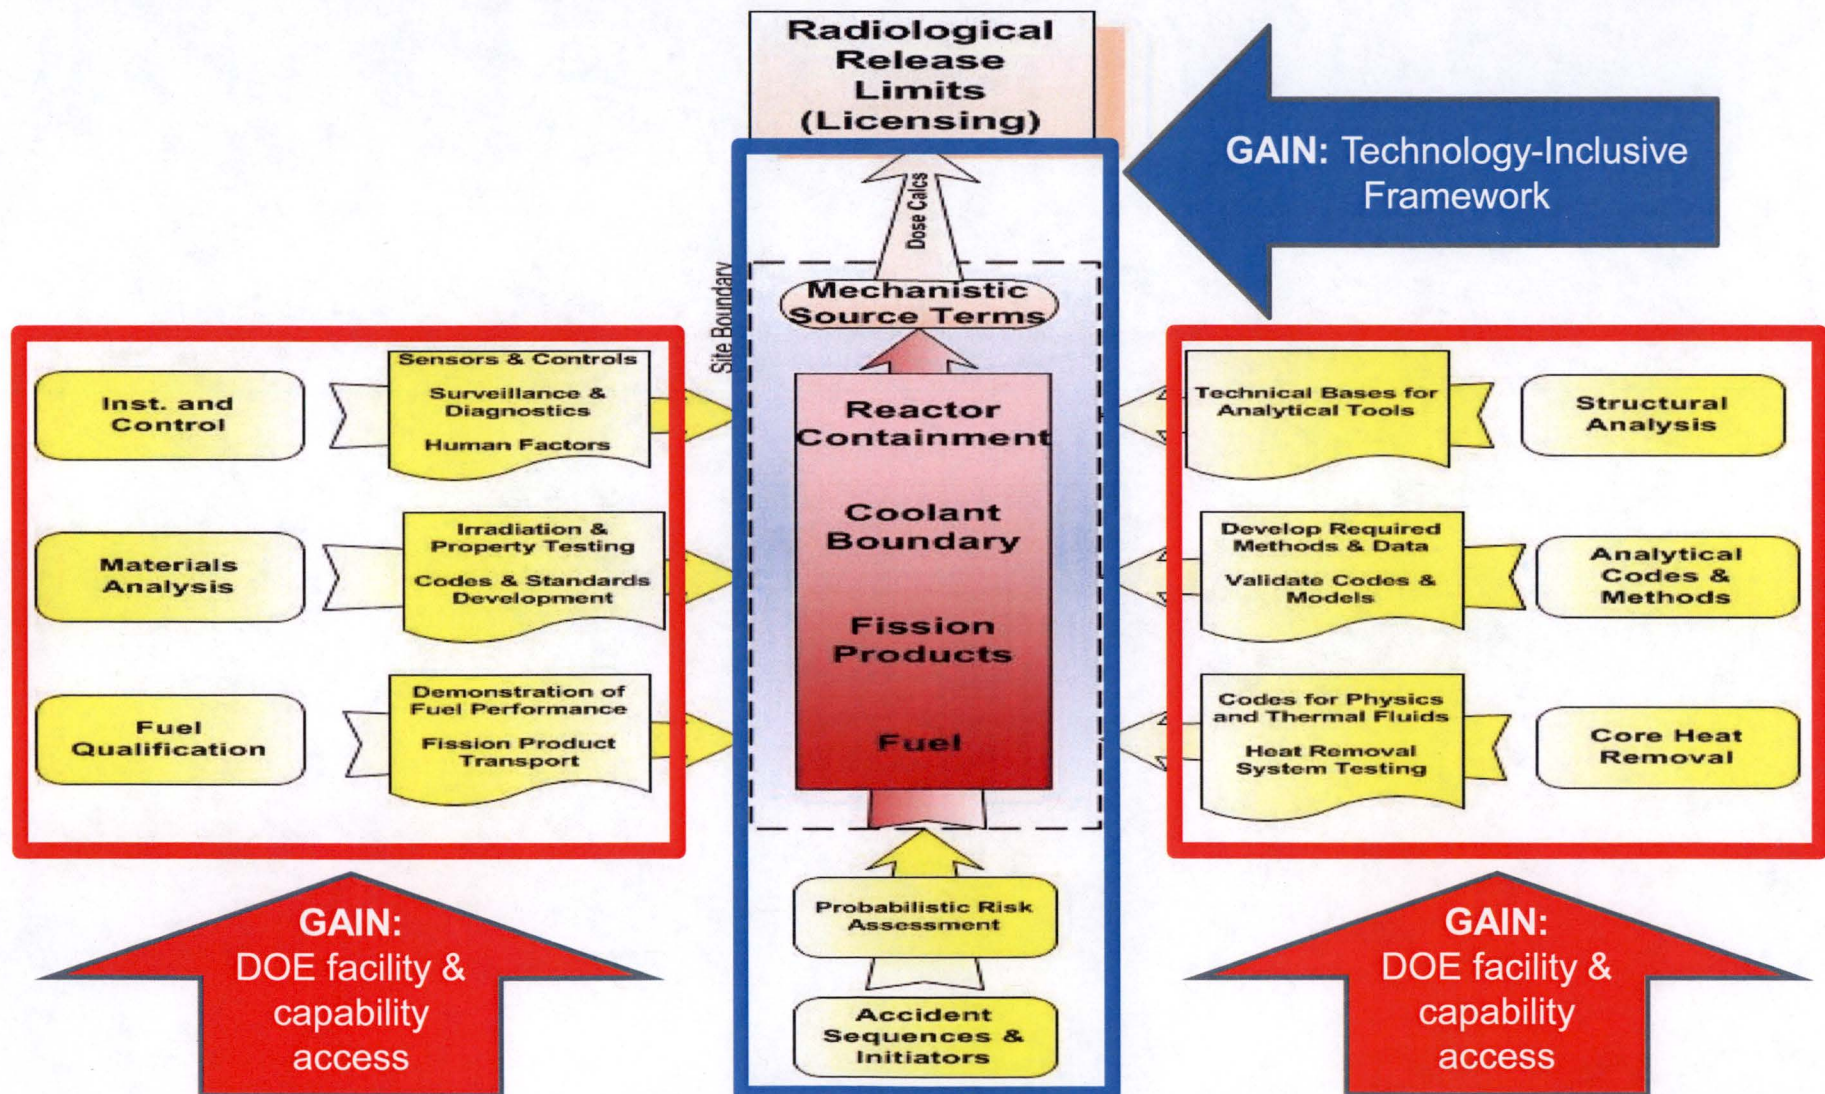 Radiological
Release
Limits
(Licensing)
GAIN: Technology-Inclusive
Framework
Dose Calcs
Site Boundary
Mechanistic
Source Terms
Inst. and
Control
Sensors & Controls
Surveillance &
Diagnostics
Human Factors
Materials
Analysis
Irradiation &
Property Testing
Codes & Standards
Development
Fuel
Qualification
Demonstration of
Fuel Performance
Fission Product
Transport
Reactor
Containment
Coolant
Boundary
Fission
Products
Fuel
Technical Bases for
Analytical Tools
Structural
Analysis
Develop Required
Methods & Data
Validate Codes &
Models
Analytical
Codes &
Methods
Codes for Physics
and Thermal Fluids
Heat Removal
System Testing
Core Heat
Removal
Probabilistic Risk
Assessment
Accident
Sequences &
Initiators
GAIN:
DOE facility &
capability
access
GAIN:
DOE facility &
capability
access